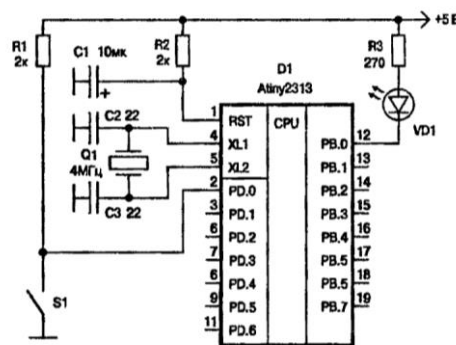 +5 В
R1
2к
C1 10мк
+
R2
2к
R3
270
D1
Atiny2313
VD1
CPU
1 RST
4 XL1
5 XL2
2 PD.0
3 PD.1
6 PD.2
7 PD.3
6 PD.4
9 PD.5
11 PD.6
PB.0 12
PB.1 13
PB.2 14
PB.3 15
PB.4 16
PB.5 17
PB.5 18
PB.7 19
C2 22
Q1
4МГц
C3 22
S1